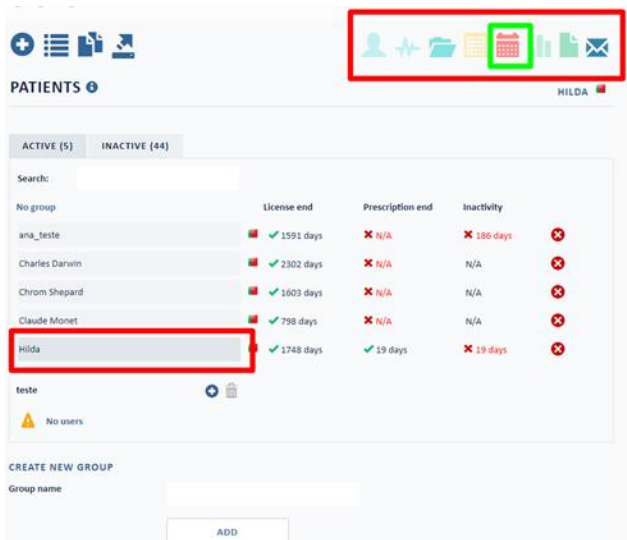 PATIENTS
HILDA
ACTIVE (5) INACTIVE (44)
Search:
No group License end Prescription end Inactivity
ana_teste 1591 days N/A 186 days
Charles Darwin 2302 days N/A N/A
Chrom Shepard 1603 days N/A N/A
Claude Monet 798 days N/A N/A
Hilda 1748 days 19 days 19 days
teste
No users
CREATE NEW GROUP
Group name
ADD